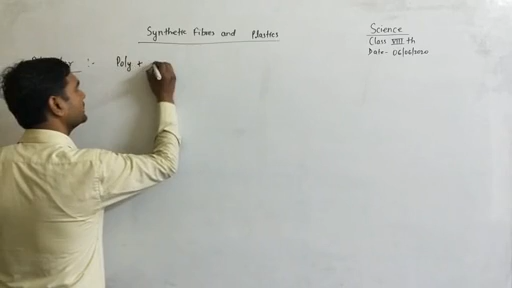 Synthetic Fibres and Plastics
Science
Class VIII th
Date- 06/06/2020
:- Poly +